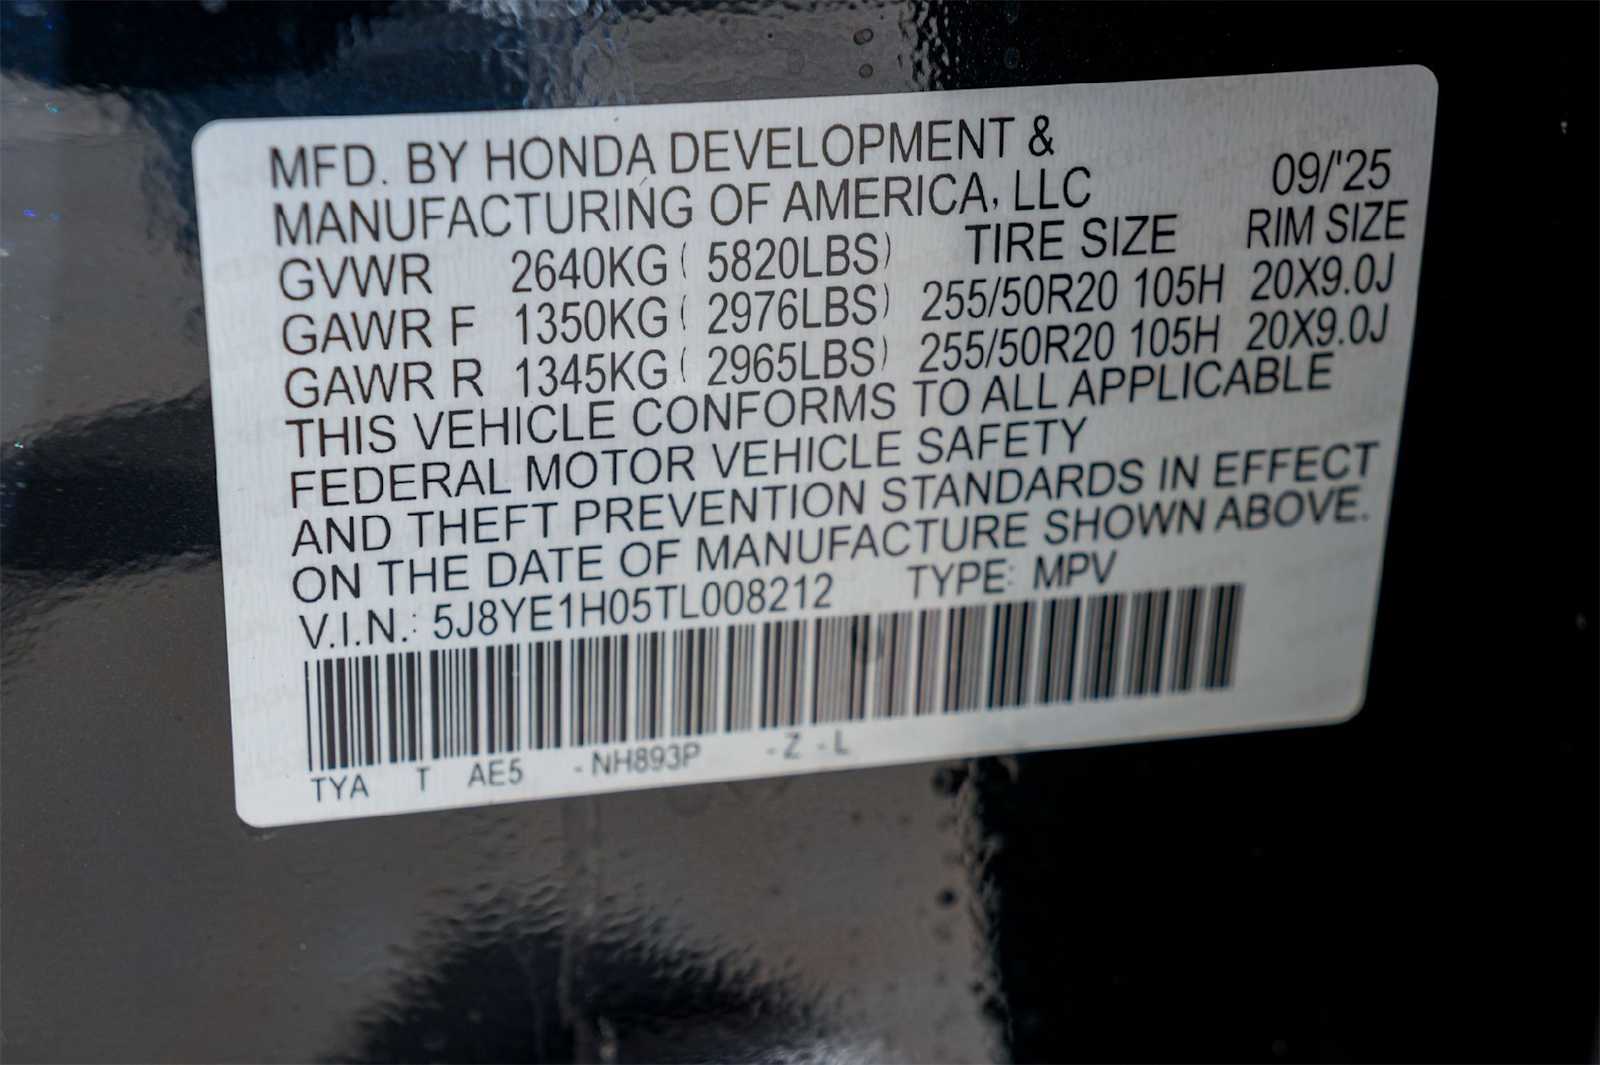 MFD. BY HONDA DEVELOPMENT &
MANUFACTURING OF AMERICA, LLC 09/'25
GVWR 2640KG ( 5820LBS) TIRE SIZE RIM SIZE
GAWR F 1350KG ( 2976LBS) 255/50R20 105H 20X9.0J
GAWR R 1345KG ( 2965LBS) 255/50R20 105H 20X9.0J
THIS VEHICLE CONFORMS TO ALL APPLICABLE
FEDERAL MOTOR VEHICLE SAFETY
AND THEFT PREVENTION STANDARDS IN EFFECT
ON THE DATE OF MANUFACTURE SHOWN ABOVE.
V.I.N.: 5J8YE1H05TL008212 TYPE: MPV
TYA T AE5 -NH893P -Z -L